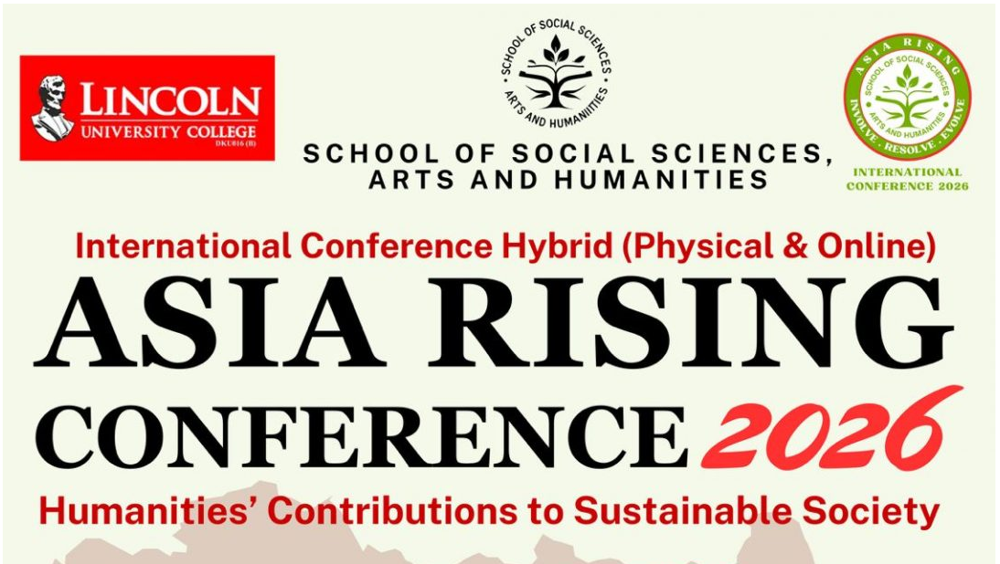 LINCOLN
UNIVERSITY COLLEGE
DKU016 (B)
SCHOOL OF SOCIAL SCIENCES
ARTS AND HUMANIITIES
SCHOOL OF SOCIAL SCIENCES,
ARTS AND HUMANITIES
ASIA RISING
SCHOOL OF SOCIAL SCIENCES
ARTS AND HUMANITIES
INVOLVE . RESOLVE . EVOLVE
INTERNATIONAL
CONFERENCE 2026
International Conference Hybrid (Physical & Online)
ASIA RISING
CONFERENCE 2026
Humanities’ Contributions to Sustainable Society